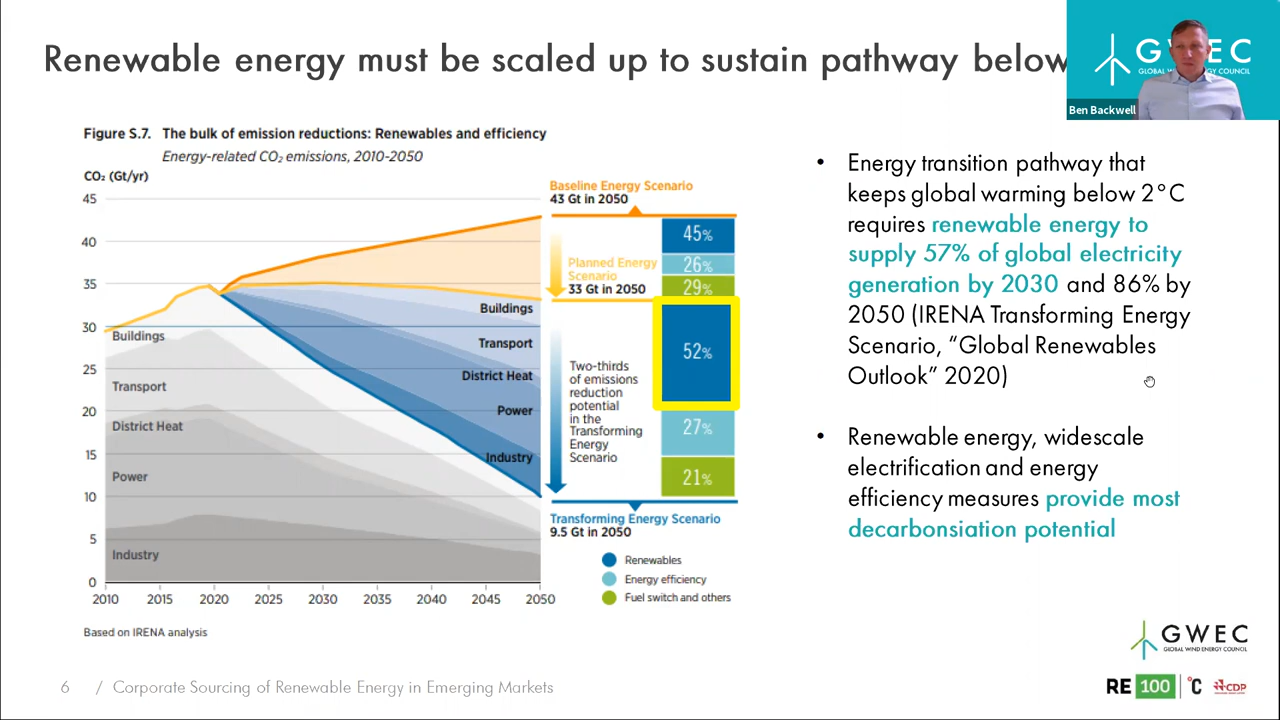 Renewable energy must be scaled up to sustain pathway below
GWEC
GLOBAL WIND ENERGY COUNCIL
Ben Backwell
Figure S.7. The bulk of emission reductions: Renewables and efficiency
Energy-related CO₂ emissions, 2010-2050
CO₂ (Gt/yr)
45
40
35
30
25
20
15
10
5
0
2010 2015 2020 2025 2030 2035 2040 2045 2050
Buildings
Transport
District Heat
Power
Industry
Buildings
Transport
District Heat
Power
Industry
Baseline Energy Scenario
43 Gt in 2050
Planned Energy
Scenario
33 Gt in 2050
Two-thirds
of emissions
reduction
potential
in the
Transforming
Energy
Scenario
45%
26%
29%
52%
27%
21%
Transforming Energy Scenario
9.5 Gt in 2050
Renewables
Energy efficiency
Fuel switch and others
Based on IRENA analysis
• Energy transition pathway that
keeps global warming below 2°C
requires renewable energy to
supply 57% of global electricity
generation by 2030 and 86% by
2050 (IRENA Transforming Energy
Scenario, “Global Renewables
Outlook” 2020)
• Renewable energy, widescale
electrification and energy
efficiency measures provide most
decarbonsiation potential
GWEC
GLOBAL WIND ENERGY COUNCIL
RE 100 °C CDP
6 / Corporate Sourcing of Renewable Energy in Emerging Markets